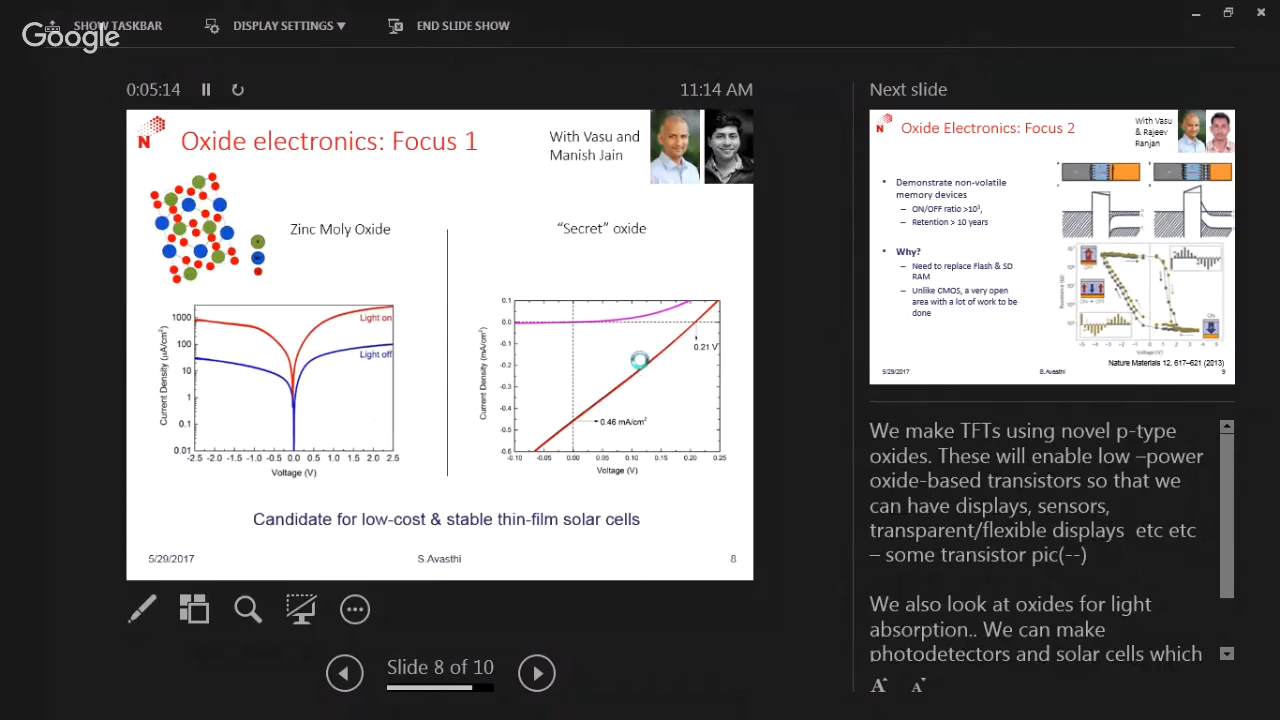 SHOW TASKBAR
DISPLAY SETTINGS ▼
END SLIDE SHOW
Google
0:05:14
11:14 AM
N
Oxide electronics: Focus 1
With Vasu and
Manish Jain
Zinc Moly Oxide
"Secret" oxide
Current Density (μA/cm²)
1000
100
10
1
0.1
0.01
Light on
Light off
-2.5 -2.0 -1.5 -1.0 -0.5 0.0 0.5 1.0 1.5 2.0 2.5
Voltage (V)
Current Density (mA/cm²)
0.1
0.0
-0.1
-0.2
-0.3
-0.4
-0.5
-0.6
0.21 V
0.46 mA/cm²
-0.10 -0.05 0.00 0.05 0.10 0.15 0.20 0.25
Voltage (V)
Candidate for low-cost & stable thin-film solar cells
5/29/2017
S.Avasthi
8
Slide 8 of 10
Next slide
N
Oxide Electronics: Focus 2
With Vasu
& Rajeev
Ranjan
Demonstrate non-volatile
memory devices
– ON/OFF ratio >10³,
– Retention > 10 years
Why?
– Need to replace Flash & SD
RAM
– Unlike CMOS, a very open
area with a lot of work to be
done
OFF
ON
Voltage(V)
Nature Materials 12, 617–621 (2013)
5/29/2017
S.Avasthi
9
We make TFTs using novel p-type
oxides. These will enable low –power
oxide-based transistors so that we
can have displays, sensors,
transparent/flexible displays etc etc
– some transistor pic(--)
We also look at oxides for light
absorption.. We can make
photodetectors and solar cells which
A A